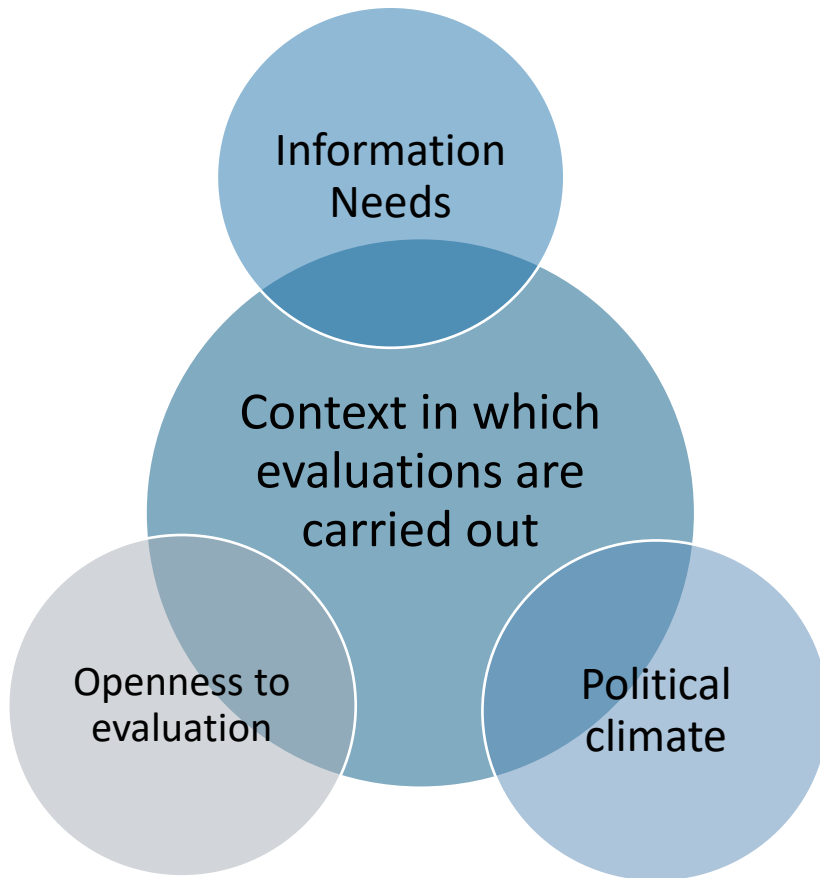 Information
Needs
Context in which
evaluations are
carried out
Openness to
evaluation
Political
climate